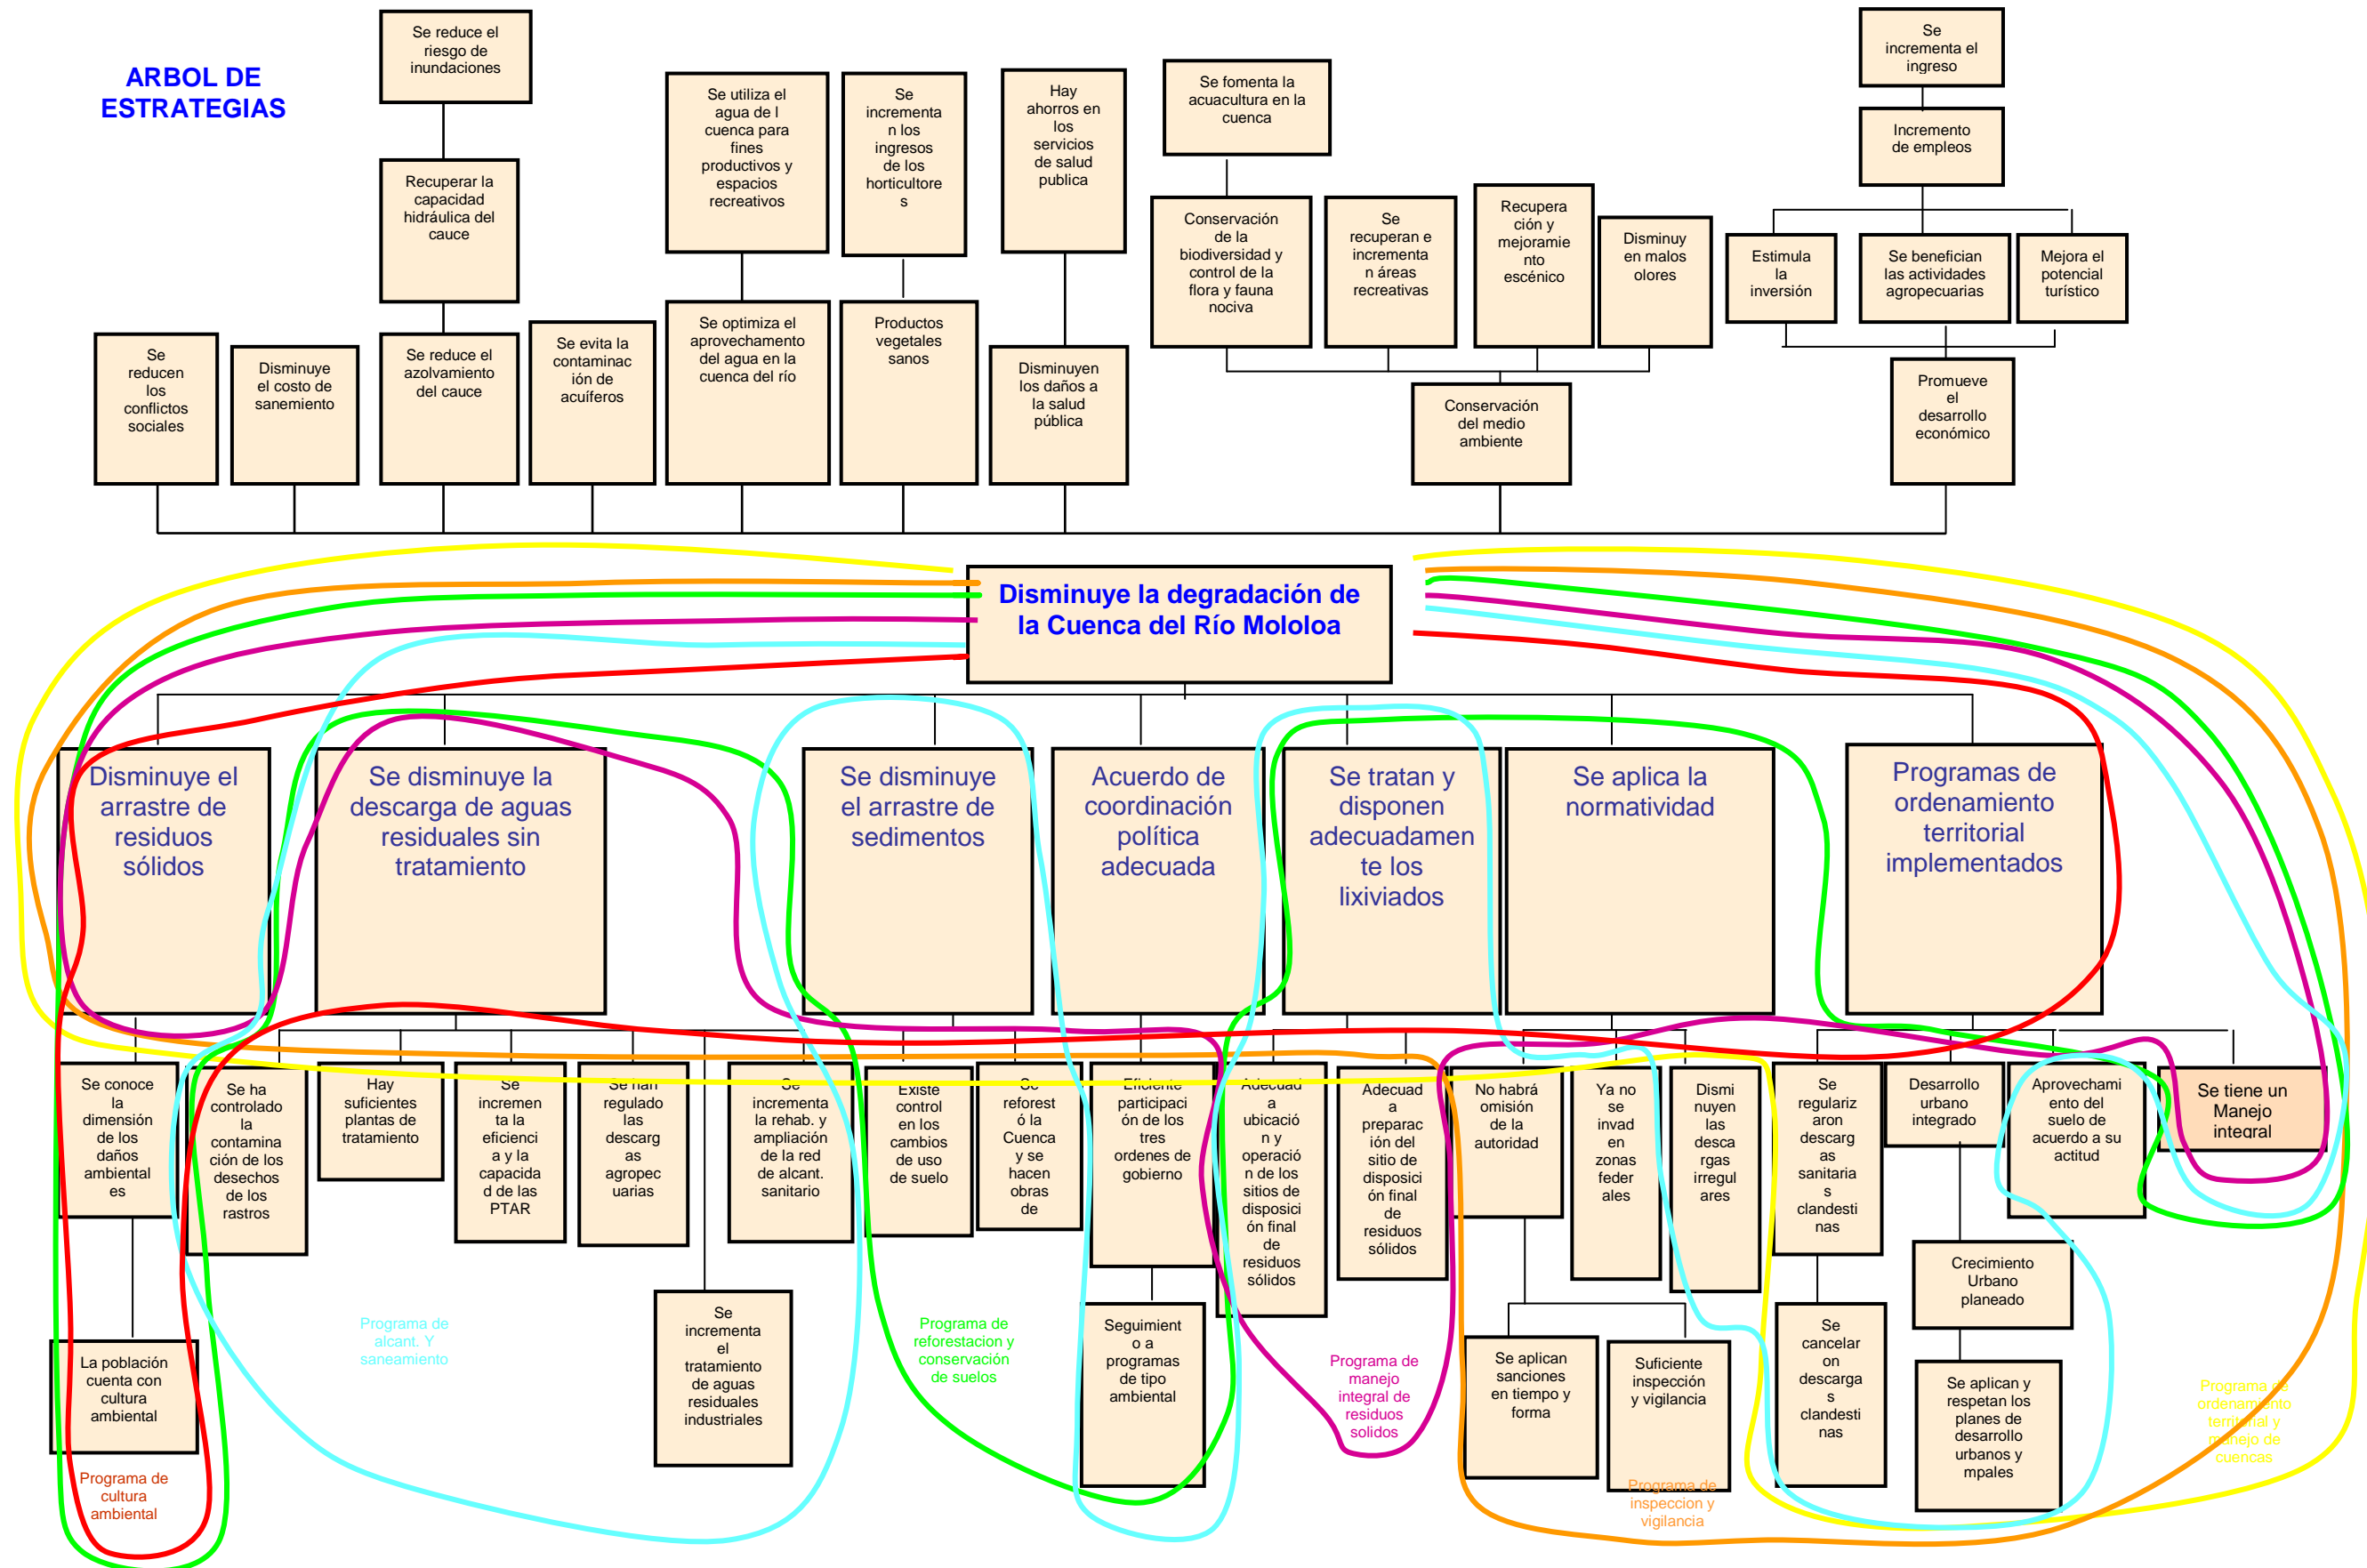 ARBOL DE
ESTRATEGIAS
Se reduce el
riesgo de
inundaciones
Recuperar la
capacidad
hidráulica del
cauce
Se utiliza el
agua de l
cuenca para
fines
productivos y
espacios
recreativos
Se
incrementa
n los
ingresos
de los
horticultore
s
Hay
ahorros en
los
servicios
de salud
publica
Se fomenta la
acuacultura en la
cuenca
Se
incrementa el
ingreso
Incremento
de empleos
Conservación
de la
biodiversidad y
control de la
flora y fauna
nociva
Se
recuperan e
incrementa
n áreas
recreativas
Recupera
ción y
mejoramie
nto
escénico
Disminuy
en malos
olores
Estimula
la
inversión
Se benefician
las actividades
agropecuarias
Mejora el
potencial
turístico
Se
reducen
los
conflictos
sociales
Disminuye
el costo de
sanemiento
Se reduce el
azolvamiento
del cauce
Se evita la
contaminac
ión de
acuíferos
Se optimiza el
aprovechamento
del agua en la
cuenca del río
Productos
vegetales
sanos
Disminuyen
los daños a
la salud
pública
Conservación
del medio
ambiente
Promueve
el
desarrollo
económico
Disminuye la degradación de
la Cuenca del Río Mololoa
Disminuye el
arrastre de
residuos
sólidos
Se disminuye la
descarga de aguas
residuales sin
tratamiento
Se disminuye
el arrastre de
sedimentos
Acuerdo de
coordinación
política
adecuada
Se tratan y
disponen
adecuadamen
te los
lixiviados
Se aplica la
normatividad
Programas de
ordenamiento
territorial
implementados
Se conoce
la
dimensión
de los
daños
ambiental
es
Se ha
controlado
la
contamina
ción de los
desechos
de los
rastros
Hay
suficientes
plantas de
tratamiento
Se
incremen
ta la
eficienci
a y la
capacida
d de las
PTAR
Se han
regulado
las
descarg
as
agropec
uarias
Se
incrementa
la rehab. y
ampliación
de la red
de alcant.
sanitario
Existe
control
en los
cambios
de uso
de suelo
Se
reforest
ó la
Cuenca
y se
hacen
obras
de
Eficiente
participaci
ón de los
tres
ordenes de
gobierno
Adecuad
a
ubicació
n y
operació
n de los
sitios de
disposici
ón final
de
residuos
sólidos
Adecuad
a
preparac
ión del
sitio de
disposici
ón final
de
residuos
sólidos
No habrá
omisión
de la
autoridad
Ya no
se
invad
en
zonas
feder
ales
Dismi
nuyen
las
desca
rgas
irregul
ares
Se
regulariz
aron
descarg
as
sanitaria
s
clandesti
nas
Desarrollo
urbano
integrado
Aprovechami
ento del
suelo de
acuerdo a su
actitud
Se tiene un
Manejo
integral
La población
cuenta con
cultura
ambiental
Se
incrementa
el
tratamiento
de aguas
residuales
industriales
Seguimient
o a
programas
de tipo
ambiental
Se aplican
sanciones
en tiempo y
forma
Suficiente
inspección
y vigilancia
Se
cancelar
on
descarga
s
clandesti
nas
Crecimiento
Urbano
planeado
Se aplican y
respetan los
planes de
desarrollo
urbanos y
mpales
Programa de
cultura
ambiental
Programa de
alcant. Y
saneamiento
Programa de
reforestacion y
conservación
de suelos
Programa de
manejo
integral de
residuos
solidos
Programa de
inspeccion y
vigilancia
Programa de
ordenamiento
territorial y
manejo de
cuencas